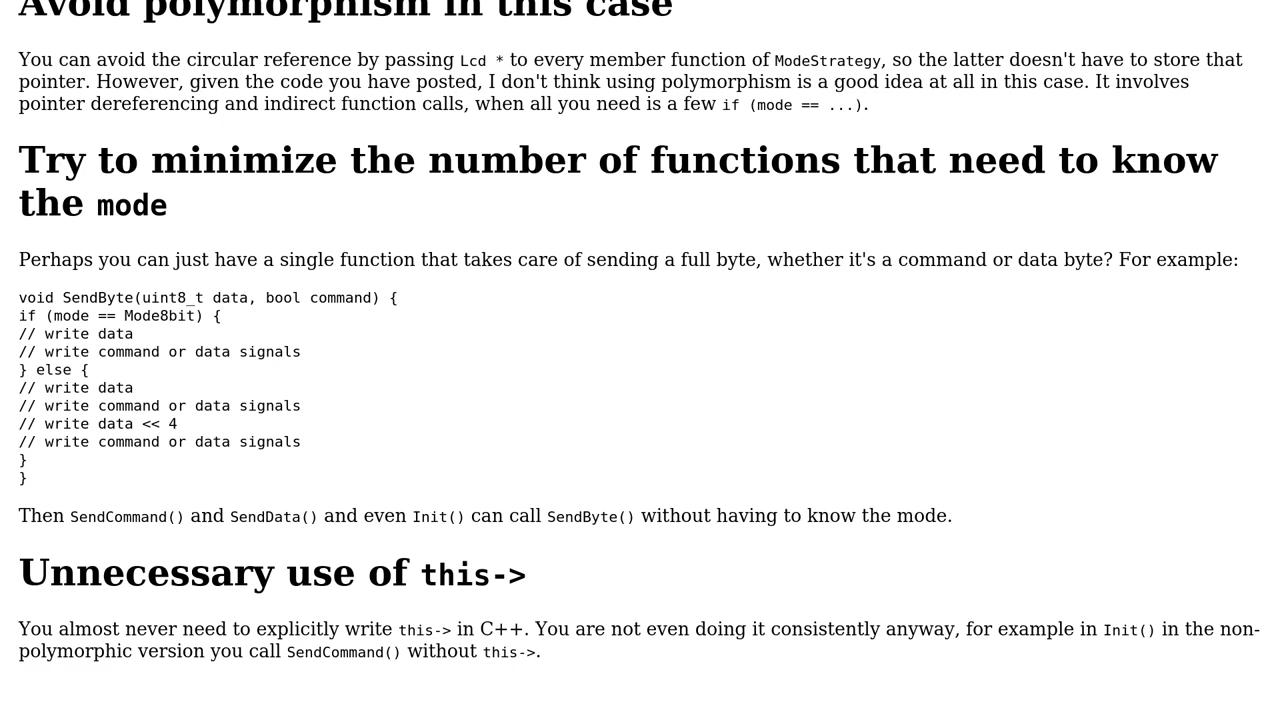 Avoid polymorphism in this case
You can avoid the circular reference by passing Lcd * to every member function of ModeStrategy, so the latter doesn't have to store that
pointer. However, given the code you have posted, I don't think using polymorphism is a good idea at all in this case. It involves
pointer dereferencing and indirect function calls, when all you need is a few if (mode == ...).
Try to minimize the number of functions that need to know
the mode
Perhaps you can just have a single function that takes care of sending a full byte, whether it's a command or data byte? For example:
void SendByte(uint8_t data, bool command) {
if (mode == Mode8bit) {
// write data
// write command or data signals
} else {
// write data
// write command or data signals
// write data << 4
// write command or data signals
}
}
Then SendCommand() and SendData() and even Init() can call SendByte() without having to know the mode.
Unnecessary use of this->
You almost never need to explicitly write this-> in C++. You are not even doing it consistently anyway, for example in Init() in the non-
polymorphic version you call SendCommand() without this->.